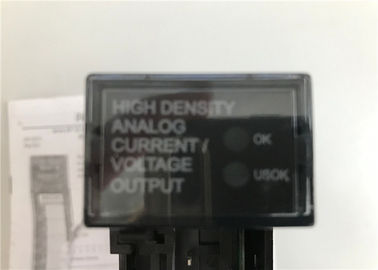 HIGH DENSITY
ANALOG
CURRENT /
VOLTAGE
OUTPUT
OK
USOK